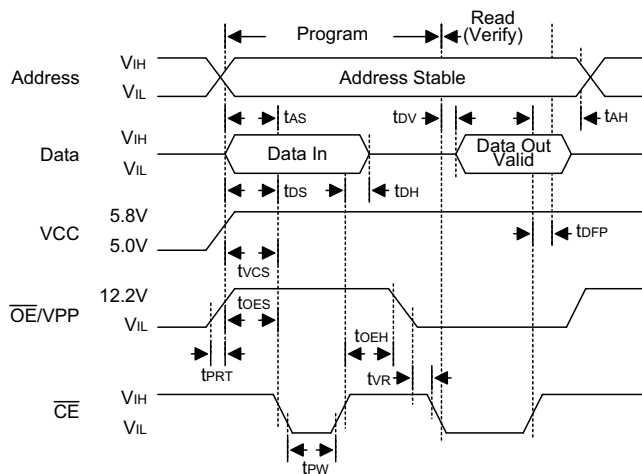 Program
Read
(Verify)
Address
VIH
VIL
Address Stable
tAS
tDV
tAH
Data
VIH
VIL
Data In
Data Out
Valid
tDS
tDH
VCC
5.8V
5.0V
tDFP
tVCS
OE/VPP
12.2V
VIL
tOES
tOEH
tPRT
tVR
CE
VIH
VIL
tPW